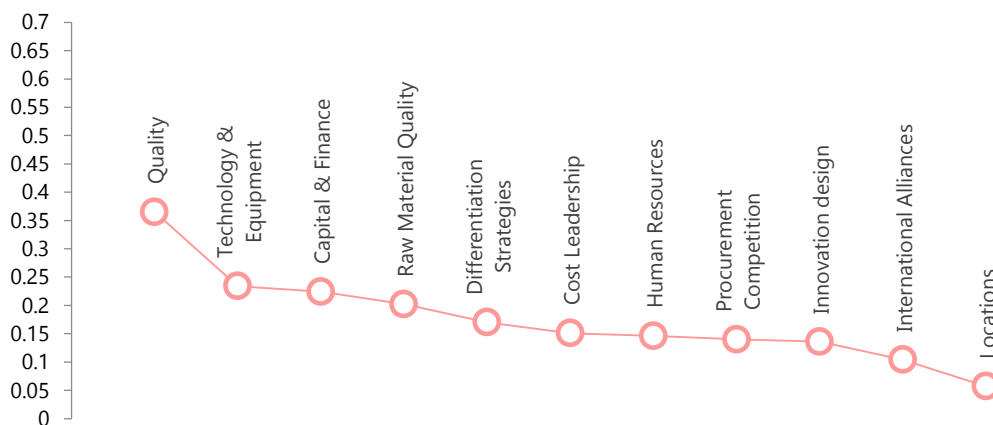 0.7
0.65
0.6
0.55
0.5
0.45
0.4
0.35
0.3
0.25
0.2
0.15
0.1
0.05
0
Quality
Technology &
Equipment
Capital & Finance
Raw Material Quality
Differentiation
Strategies
Cost Leadership
Human Resources
Procurement
Competition
Innovation design
International Alliances
Locations